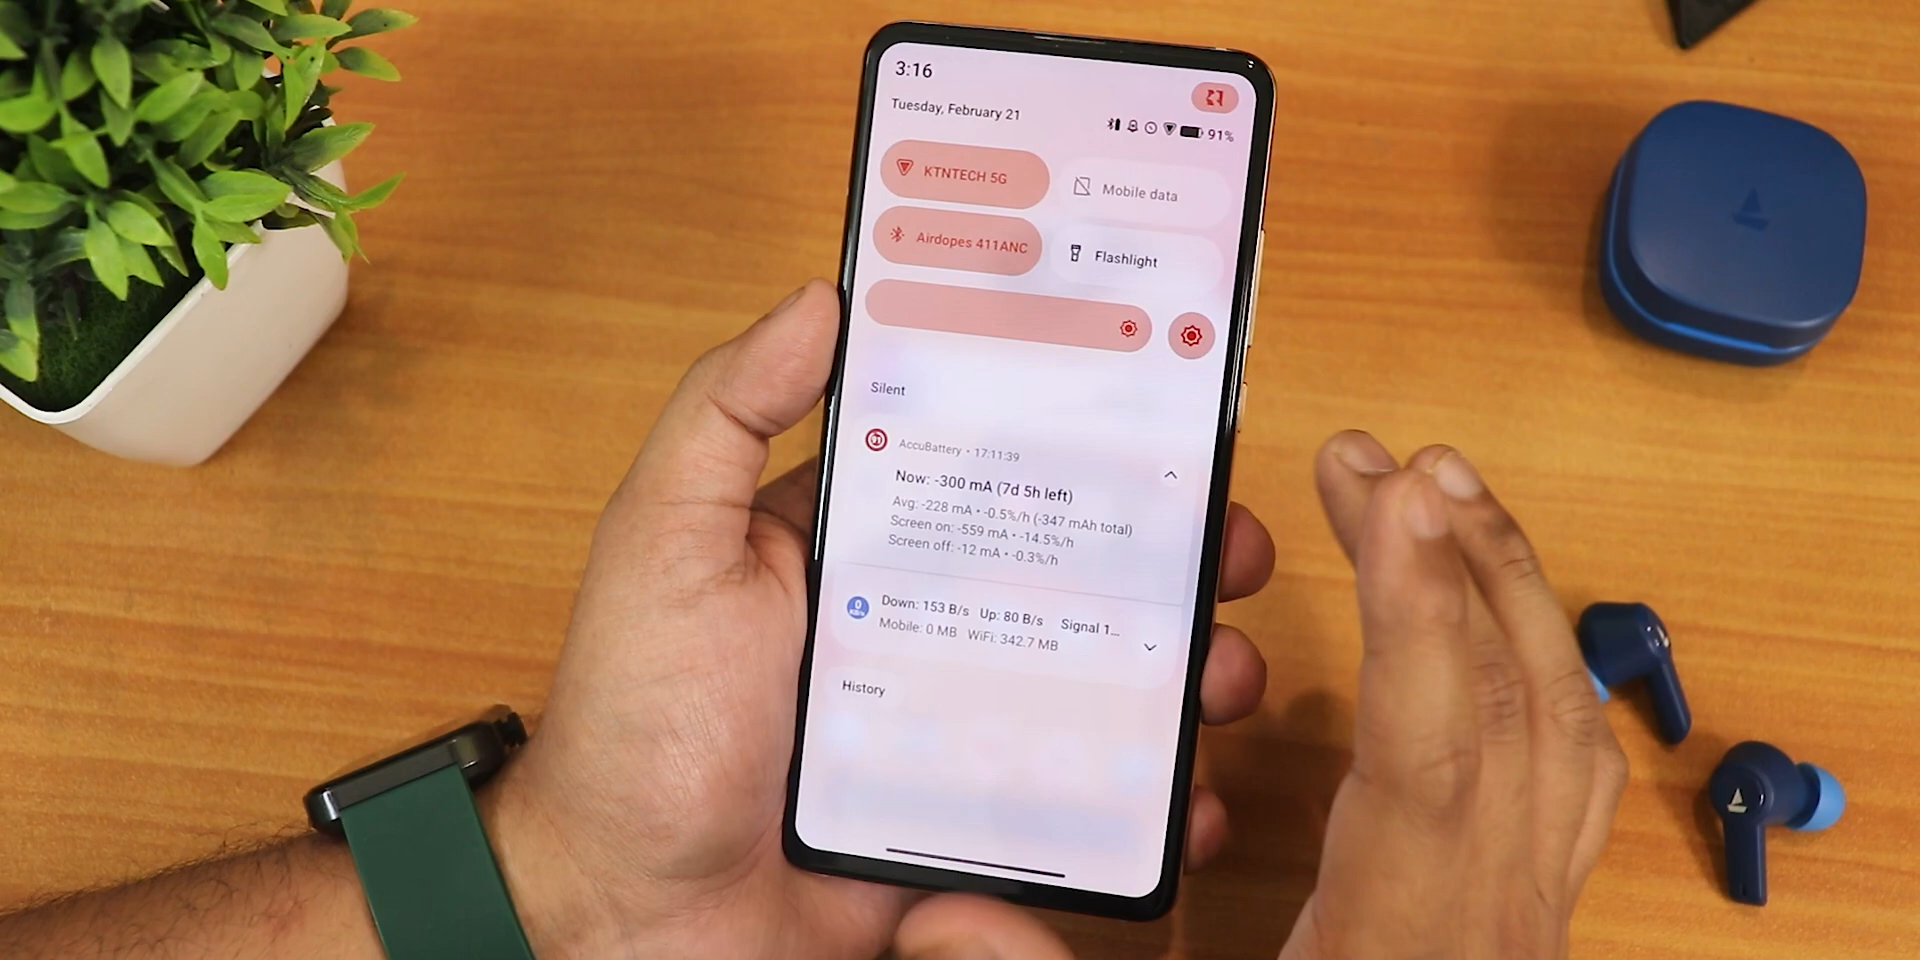 3:16
Tuesday, February 21
91%
KTNTECH 5G
Mobile data
Airdopes 411ANC
Flashlight
Silent
AccuBattery • 17:11:39
Now: -300 mA (7d 5h left)
Avg: -228 mA • -0.5%/h (-347 mAh total)
Screen on: -559 mA • -14.5%/h
Screen off: -12 mA • -0.3%/h
Down: 153 B/s Up: 80 B/s Signal 1...
Mobile: 0 MB WiFi: 342.7 MB
History